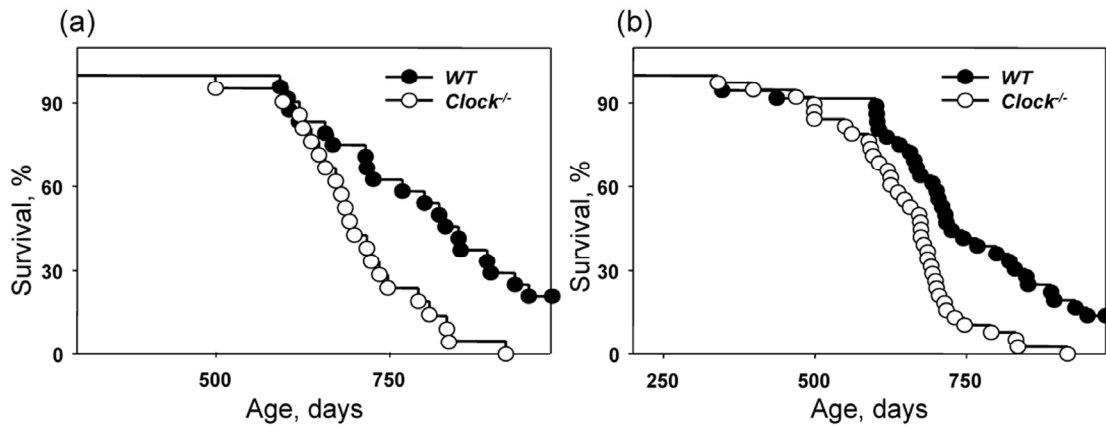 (a)
WT
Clock-/-
90
60
30
0
Survival, %
500 750
Age, days
(b)
WT
Clock-/-
90
60
30
0
Survival, %
250 500 750
Age, days